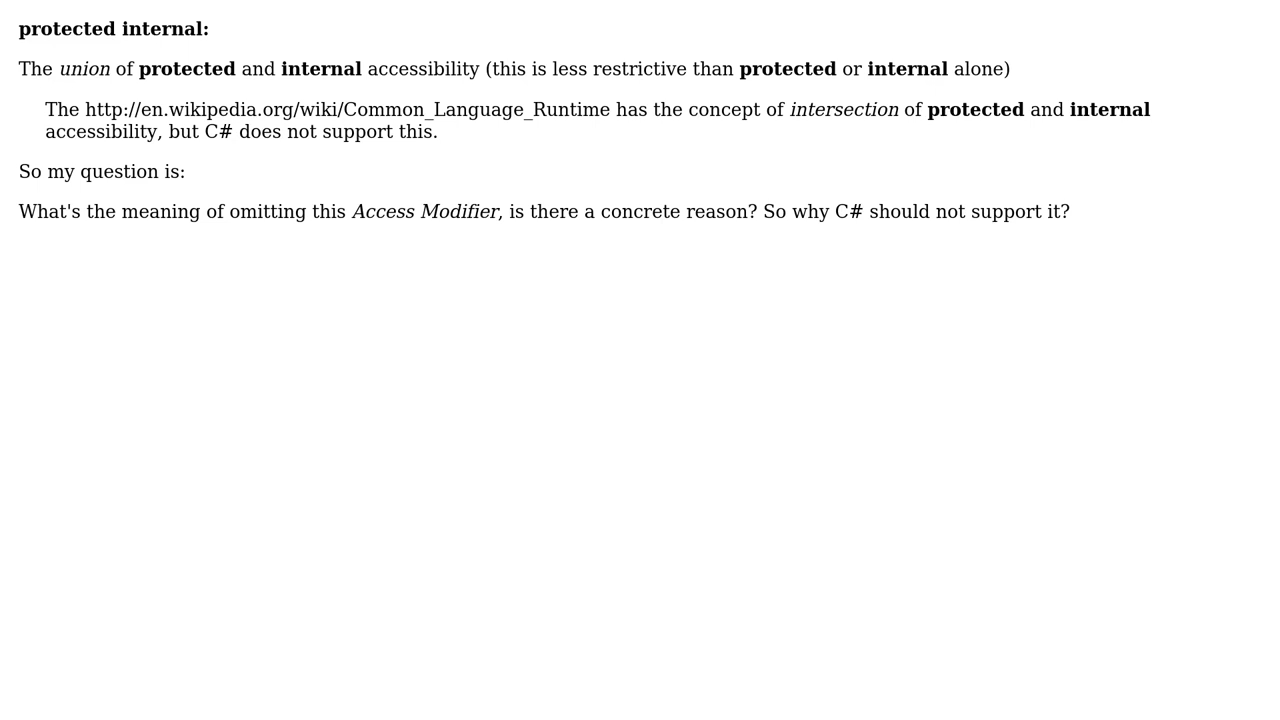 protected internal:
The union of protected and internal accessibility (this is less restrictive than protected or internal alone)
The http://en.wikipedia.org/wiki/Common_Language_Runtime has the concept of intersection of protected and internal
accessibility, but C# does not support this.
So my question is:
What's the meaning of omitting this Access Modifier, is there a concrete reason? So why C# should not support it?